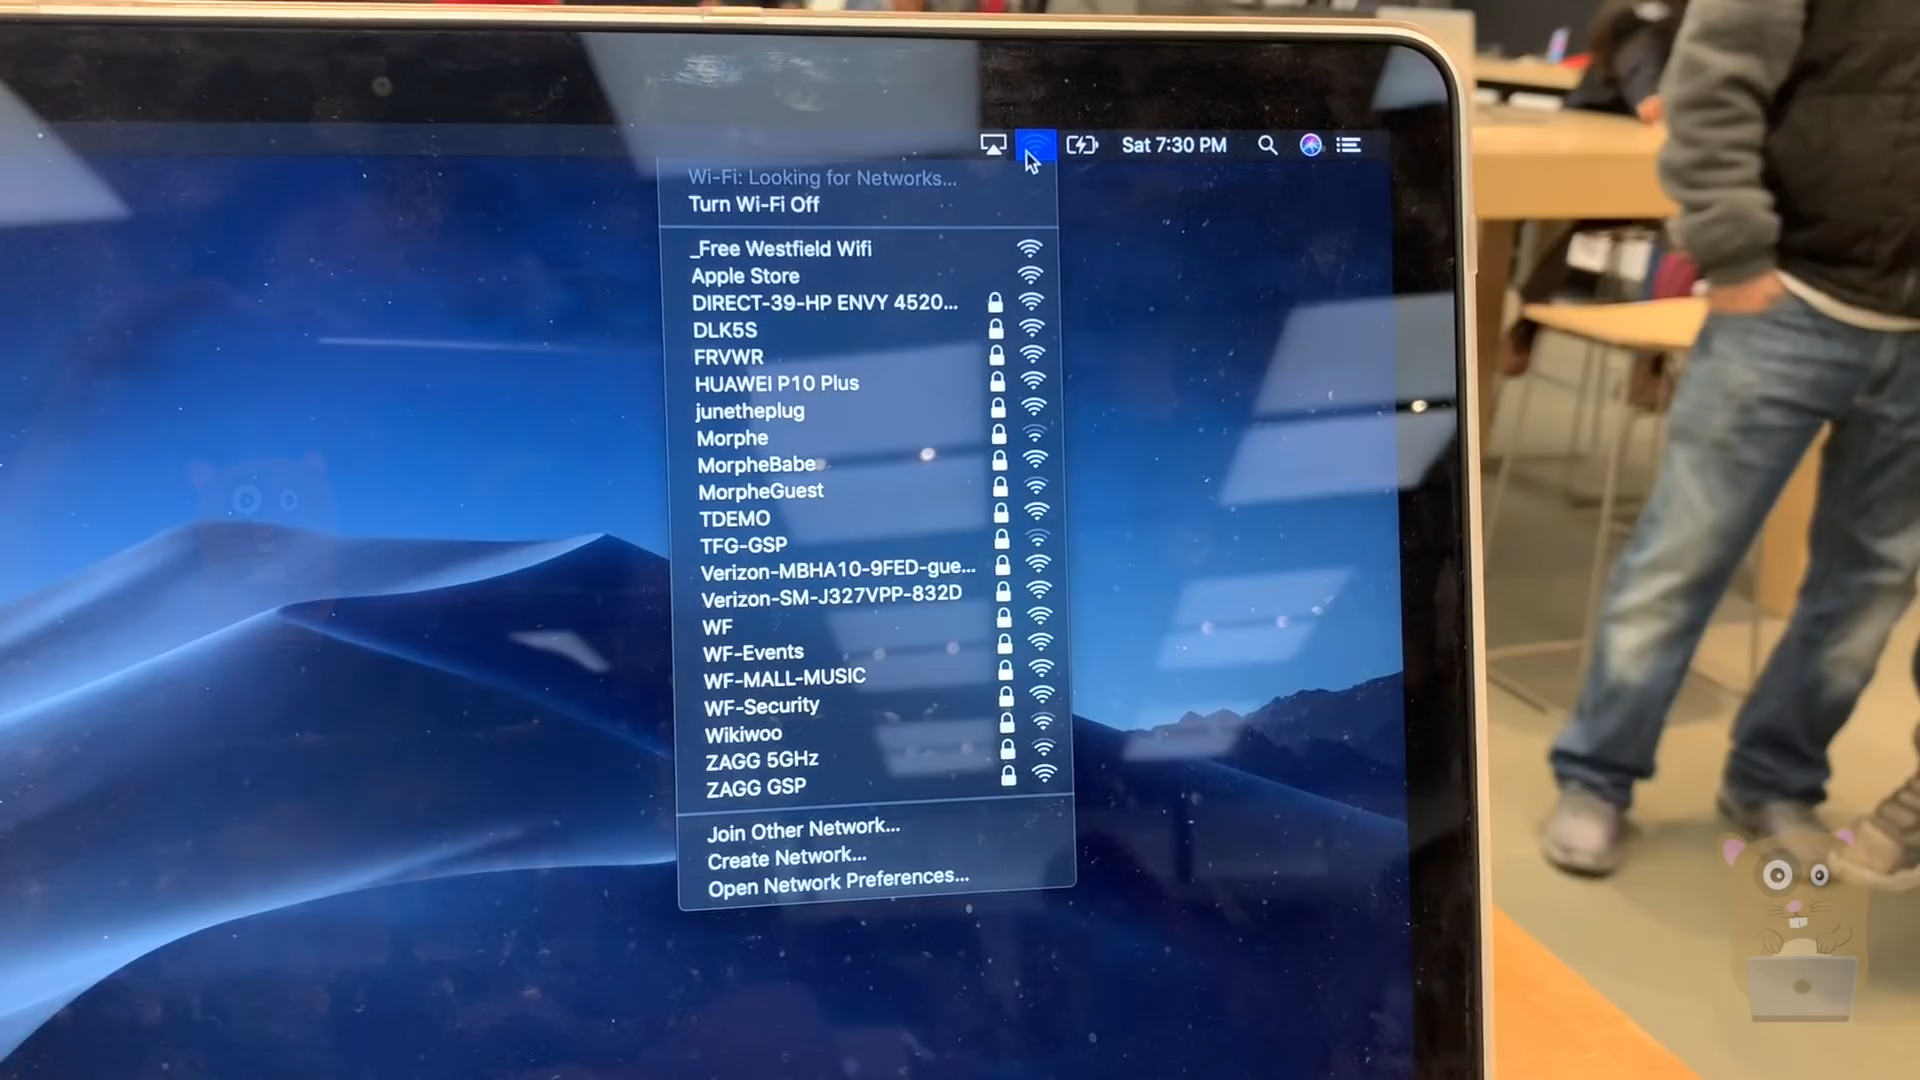 Sat 7:30 PM
Wi-Fi: Looking for Networks...
Turn Wi-Fi Off
_Free Westfield Wifi
Apple Store
DIRECT-39-HP ENVY 4520...
DLK5S
FRVWR
HUAWEI P10 Plus
junetheplug
Morphe
MorpheBabe
MorpheGuest
TDEMO
TFG-GSP
Verizon-MBHA10-9FED-gue...
Verizon-SM-J327VPP-832D
WF
WF-Events
WF-MALL-MUSIC
WF-Security
Wikiwoo
ZAGG 5GHz
ZAGG GSP
Join Other Network...
Create Network...
Open Network Preferences...